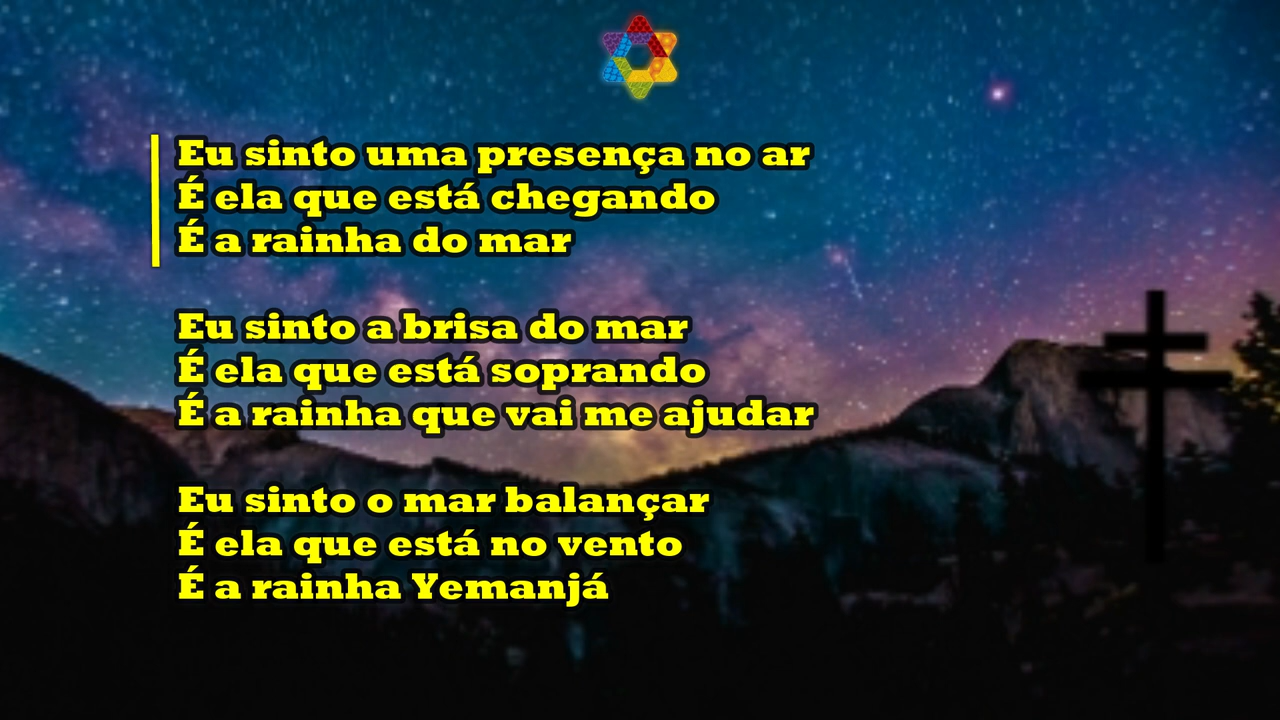 Eu sinto uma presença no ar
É ela que está chegando
É a rainha do mar
Eu sinto a brisa do mar
É ela que está soprando
É a rainha que vai me ajudar
Eu sinto o mar balançar
É ela que está no vento
É a rainha Yemanjá